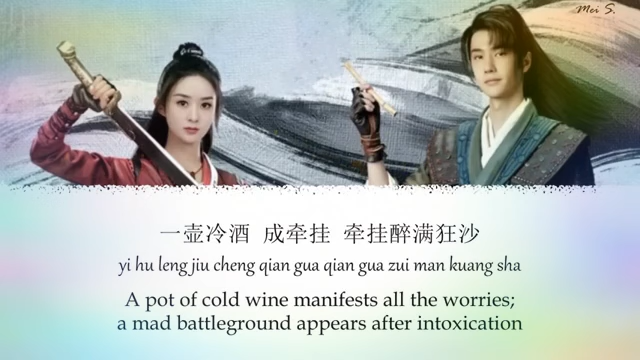 Mei S.
一壶冷酒 成牵挂 牵挂醉满狂沙
yi hu leng jiu cheng qian gua qian gua zui man kuang sha
A pot of cold wine manifests all the worries;
a mad battleground appears after intoxication